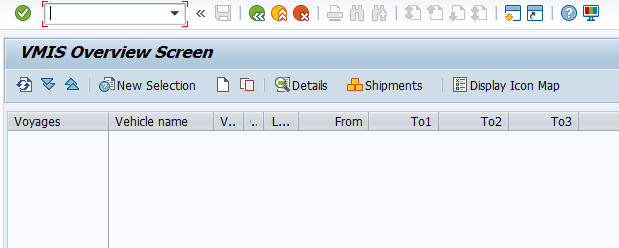 VMIS Overview Screen
New Selection Details Shipments Display Icon Map
Voyages Vehicle name V.. .. L... From To1 To2 To3